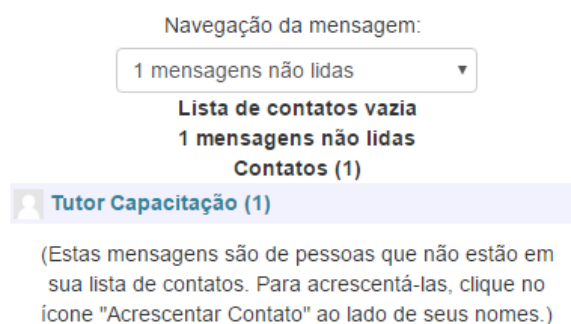 Navegação da mensagem:
1 mensagens não lidas
Lista de contatos vazia
1 mensagens não lidas
Contatos (1)
Tutor Capacitação (1)
(Estas mensagens são de pessoas que não estão em
sua lista de contatos. Para acrescentá-las, clique no
ícone "Acrescentar Contato" ao lado de seus nomes.)